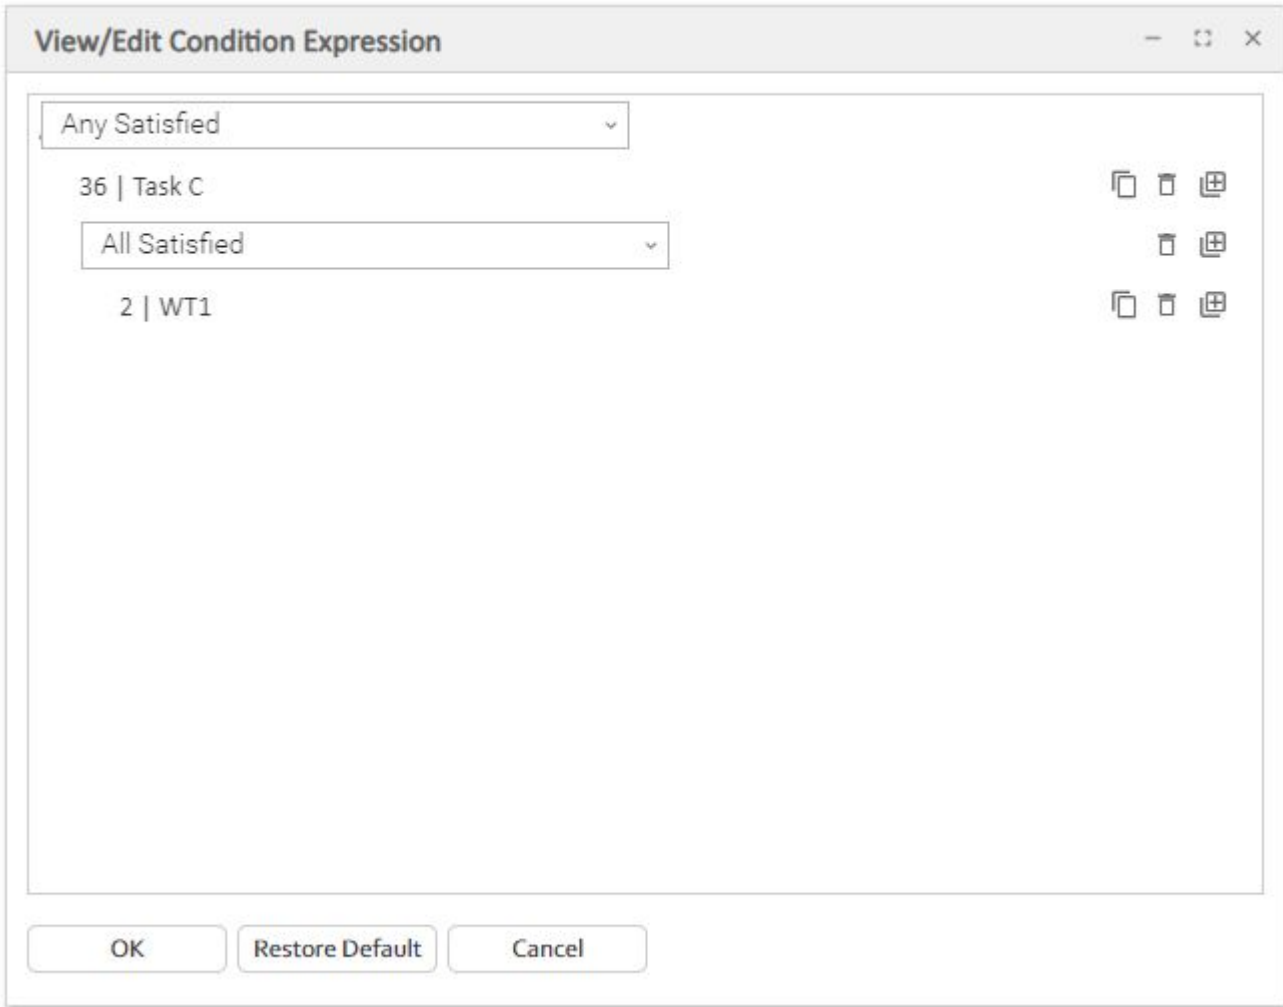 View/Edit Condition Expression
Any Satisfied
36 | Task C
All Satisfied
2 | WT1
OK
Restore Default
Cancel